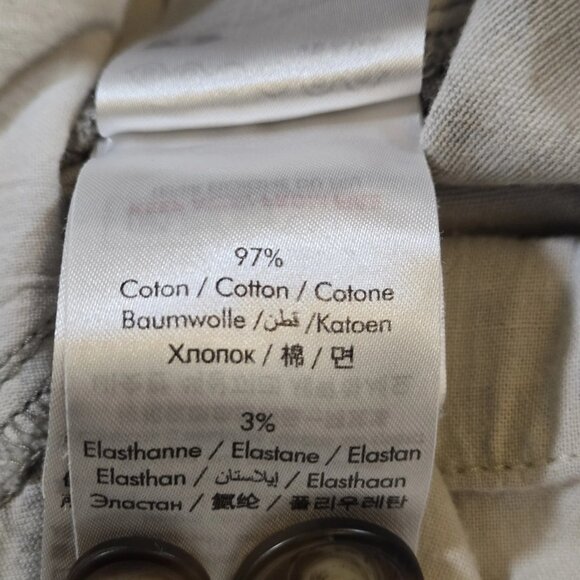 97%
Coton / Cotton / Cotone
Baumwolle / قطن /Katoen
Хлопок / 棉 / 면
3%
Elasthanne / Elastane / Elastan
Elasthan / إيلاستان / Elasthaan
Эластан / 氨纶 / 폴리우레탄